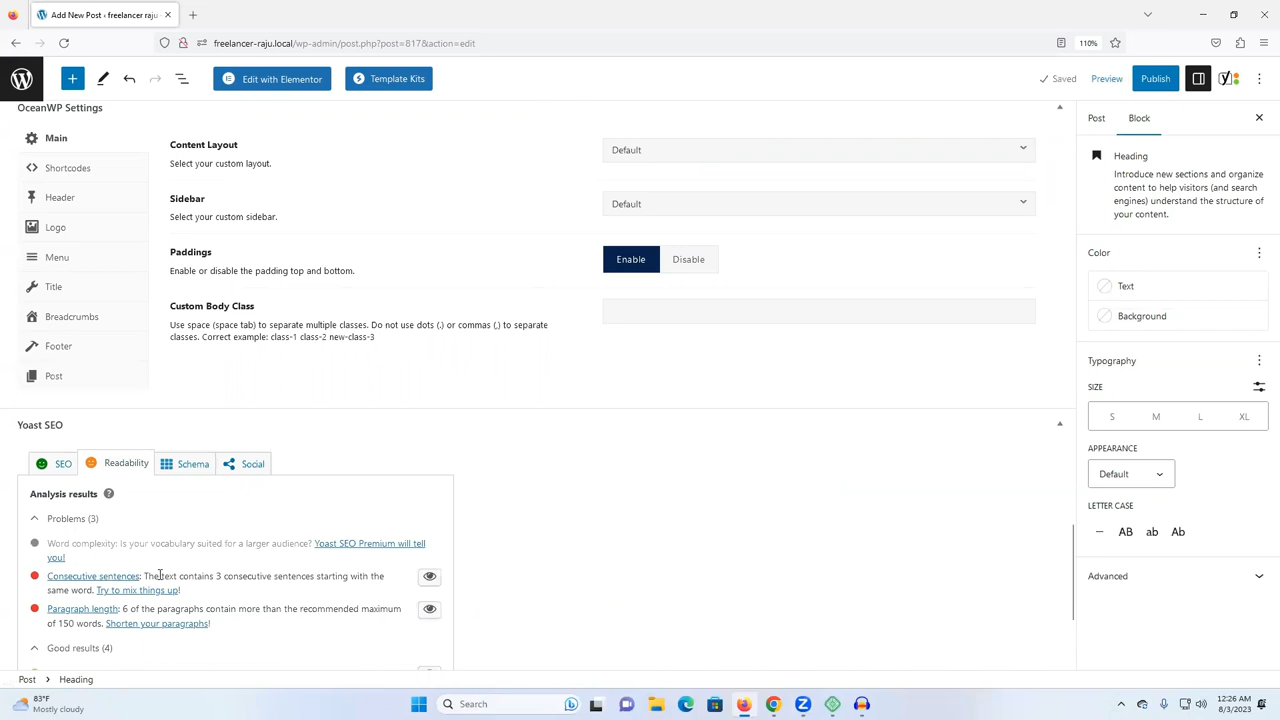 Add New Post ‹ freelancer raju
freelancer-raju.local/wp-admin/post.php?post=817&action=edit
110%
Edit with Elementor
Template Kits
Saved
Preview
Publish
OceanWP Settings
Main
Shortcodes
Header
Logo
Menu
Title
Breadcrumbs
Footer
Post
Content Layout
Select your custom layout.
Default
Sidebar
Select your custom sidebar.
Default
Paddings
Enable or disable the padding top and bottom.
Enable
Disable
Custom Body Class
Use space (space tab) to separate multiple classes. Do not use dots (.) or commas (,) to separate
classes. Correct example: class-1 class-2 new-class-3
Yoast SEO
SEO
Readability
Schema
Social
Analysis results
Problems (3)
Word complexity: Is your vocabulary suited for a larger audience? Yoast SEO Premium will tell
you!
Consecutive sentences: The text contains 3 consecutive sentences starting with the
same word. Try to mix things up!
Paragraph length: 6 of the paragraphs contain more than the recommended maximum
of 150 words. Shorten your paragraphs!
Good results (4)
Post
Block
Heading
Introduce new sections and organize
content to help visitors (and search
engines) understand the structure of
your content.
Color
Text
Background
Typography
SIZE
S M L XL
APPEARANCE
Default
LETTER CASE
— AB ab Ab
Advanced
Post › Heading
83°F
Mostly cloudy
Search
12:26 AM
8/3/2023